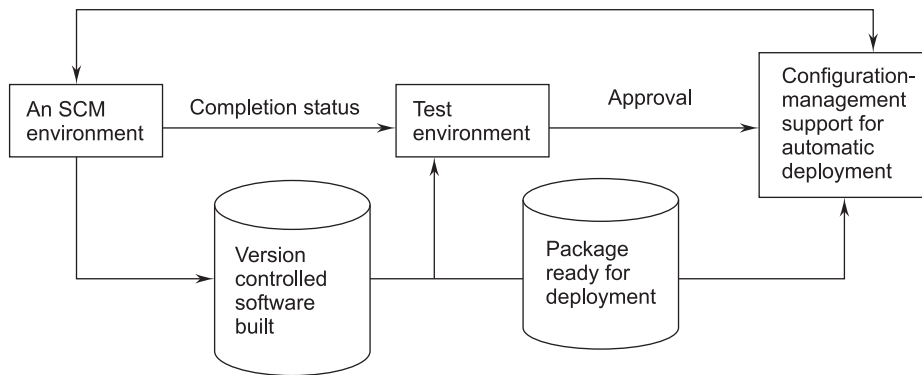 An SCM
environment
Completion status
Test
environment
Approval
Configuration-
management
support for
automatic
deployment
Version
controlled
software
built
Package
ready for
deployment